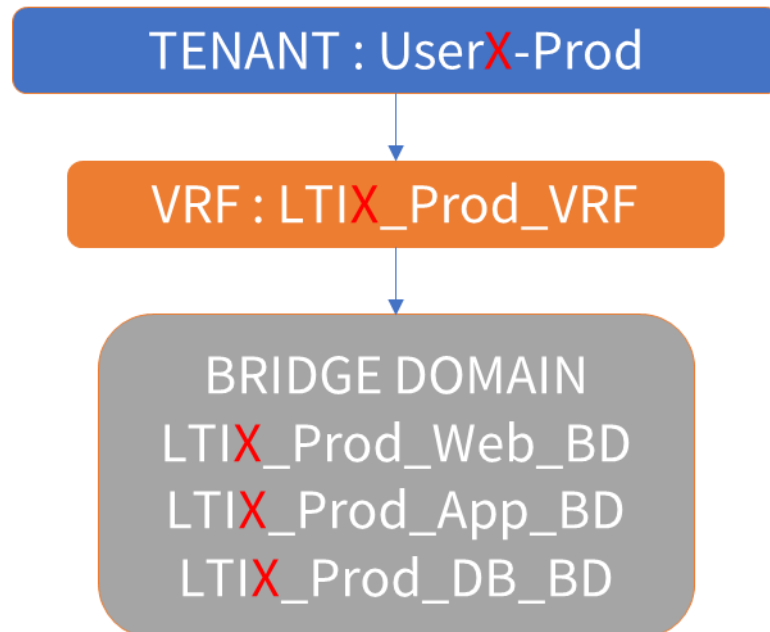 TENANT : UserX-Prod
VRF : LTIX_Prod_VRF
BRIDGE DOMAIN
LTIX_Prod_Web_BD
LTIX_Prod_App_BD
LTIX_Prod_DB_BD